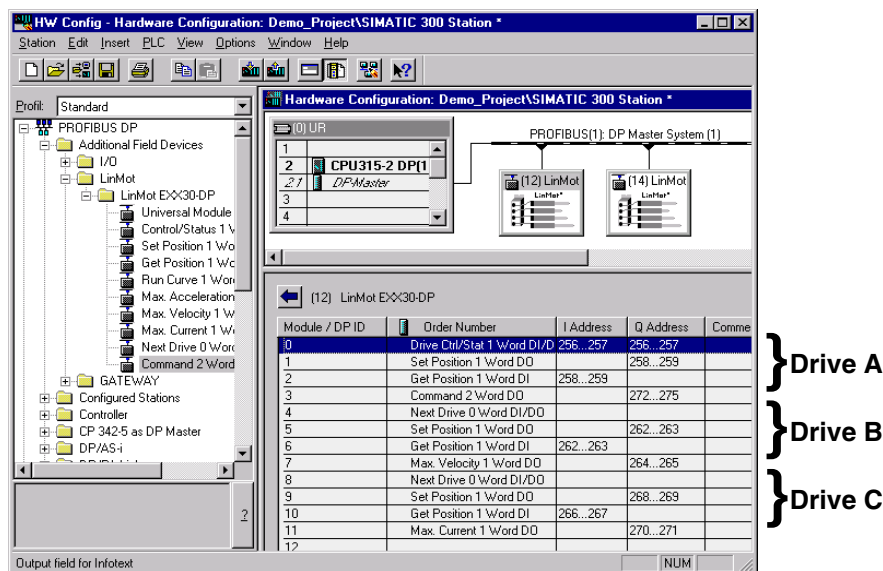 HW Config - Hardware Configuration: Demo_Project\SIMATIC 300 Station *
Station Edit Insert PLC View Options Window Help
Profil: Standard
PROFIBUS DP
Additional Field Devices
I/O
LinMot
LinMot EXX30-DP
Universal Module
Control/Status 1 W
Set Position 1 Wo
Get Position 1 Wo
Run Curve 1 Word
Max. Acceleration
Max. Velocity 1 W
Max. Current 1 Wo
Next Drive 0 Word
Command 2 Word
GATEWAY
Configured Stations
Controller
CP 342-5 as DP Master
DP/AS-i
?
Hardware Configuration: Demo_Project\SIMATIC 300 Station *
(0) UR
1
2 CPU315-2 DP(1
2.1 DP-Master
3
4
PROFIBUS(1): DP Master System (1)
(12) LinMot
LinMot*
(14) LinMot
LinMot*
(12) LinMot EXX30-DP
Module / DP ID Order Number I Address Q Address Comme
0 Drive Ctrl/Stat 1 Word DI/D 256...257 256...257
1 Set Position 1 Word DO 258...259
2 Get Position 1 Word DI 258...259
3 Command 2 Word DO 272...275
4 Next Drive 0 Word DI/DO
5 Set Position 1 Word DO 262...263
6 Get Position 1 Word DI 262...263
7 Max. Velocity 1 Word DO 264...265
8 Next Drive 0 Word DI/DO
9 Set Position 1 Word DO 268...269
10 Get Position 1 Word DI 266...267
11 Max. Current 1 Word DO 270...271
12
Drive A
Drive B
Drive C
Output field for Infotext
NUM